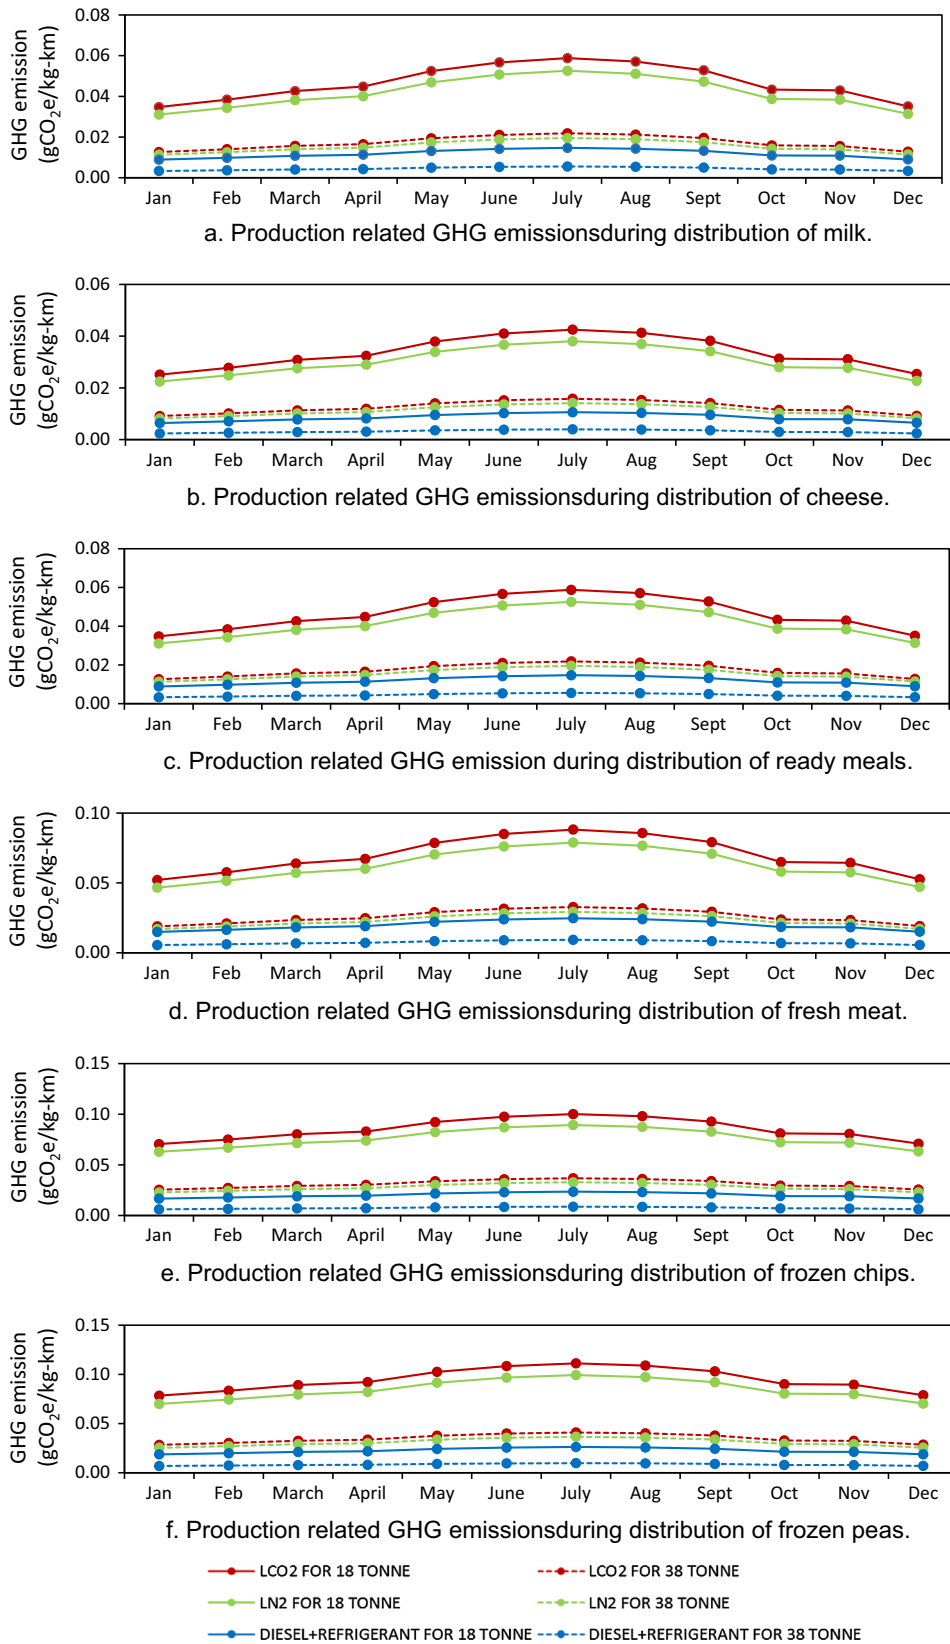 GHG emission
(gCO2e/kg-km)
0.08
0.06
0.04
0.02
0.00
Jan Feb March April May June July Aug Sept Oct Nov Dec
a. Production related GHG emissionsduring distribution of milk.
GHG emission
(gCO2e/kg-km)
0.06
0.04
0.02
0.00
Jan Feb March April May June July Aug Sept Oct Nov Dec
b. Production related GHG emissionsduring distribution of cheese.
GHG emission
(gCO2e/kg-km)
0.08
0.06
0.04
0.02
0.00
Jan Feb March April May June July Aug Sept Oct Nov Dec
c. Production related GHG emission during distribution of ready meals.
GHG emission
(gCO2e/kg-km)
0.10
0.05
0.00
Jan Feb March April May June July Aug Sept Oct Nov Dec
d. Production related GHG emissionsduring distribution of fresh meat.
GHG emission
(gCO2e/kg-km)
0.15
0.10
0.05
0.00
Jan Feb March April May June July Aug Sept Oct Nov Dec
e. Production related GHG emissionsduring distribution of frozen chips.
GHG emission
(gCO2e/kg-km)
0.15
0.10
0.05
0.00
Jan Feb March April May June July Aug Sept Oct Nov Dec
f. Production related GHG emissionsduring distribution of frozen peas.
LCO2 FOR 18 TONNE LCO2 FOR 38 TONNE
LN2 FOR 18 TONNE LN2 FOR 38 TONNE
DIESEL+REFRIGERANT FOR 18 TONNE DIESEL+REFRIGERANT FOR 38 TONNE